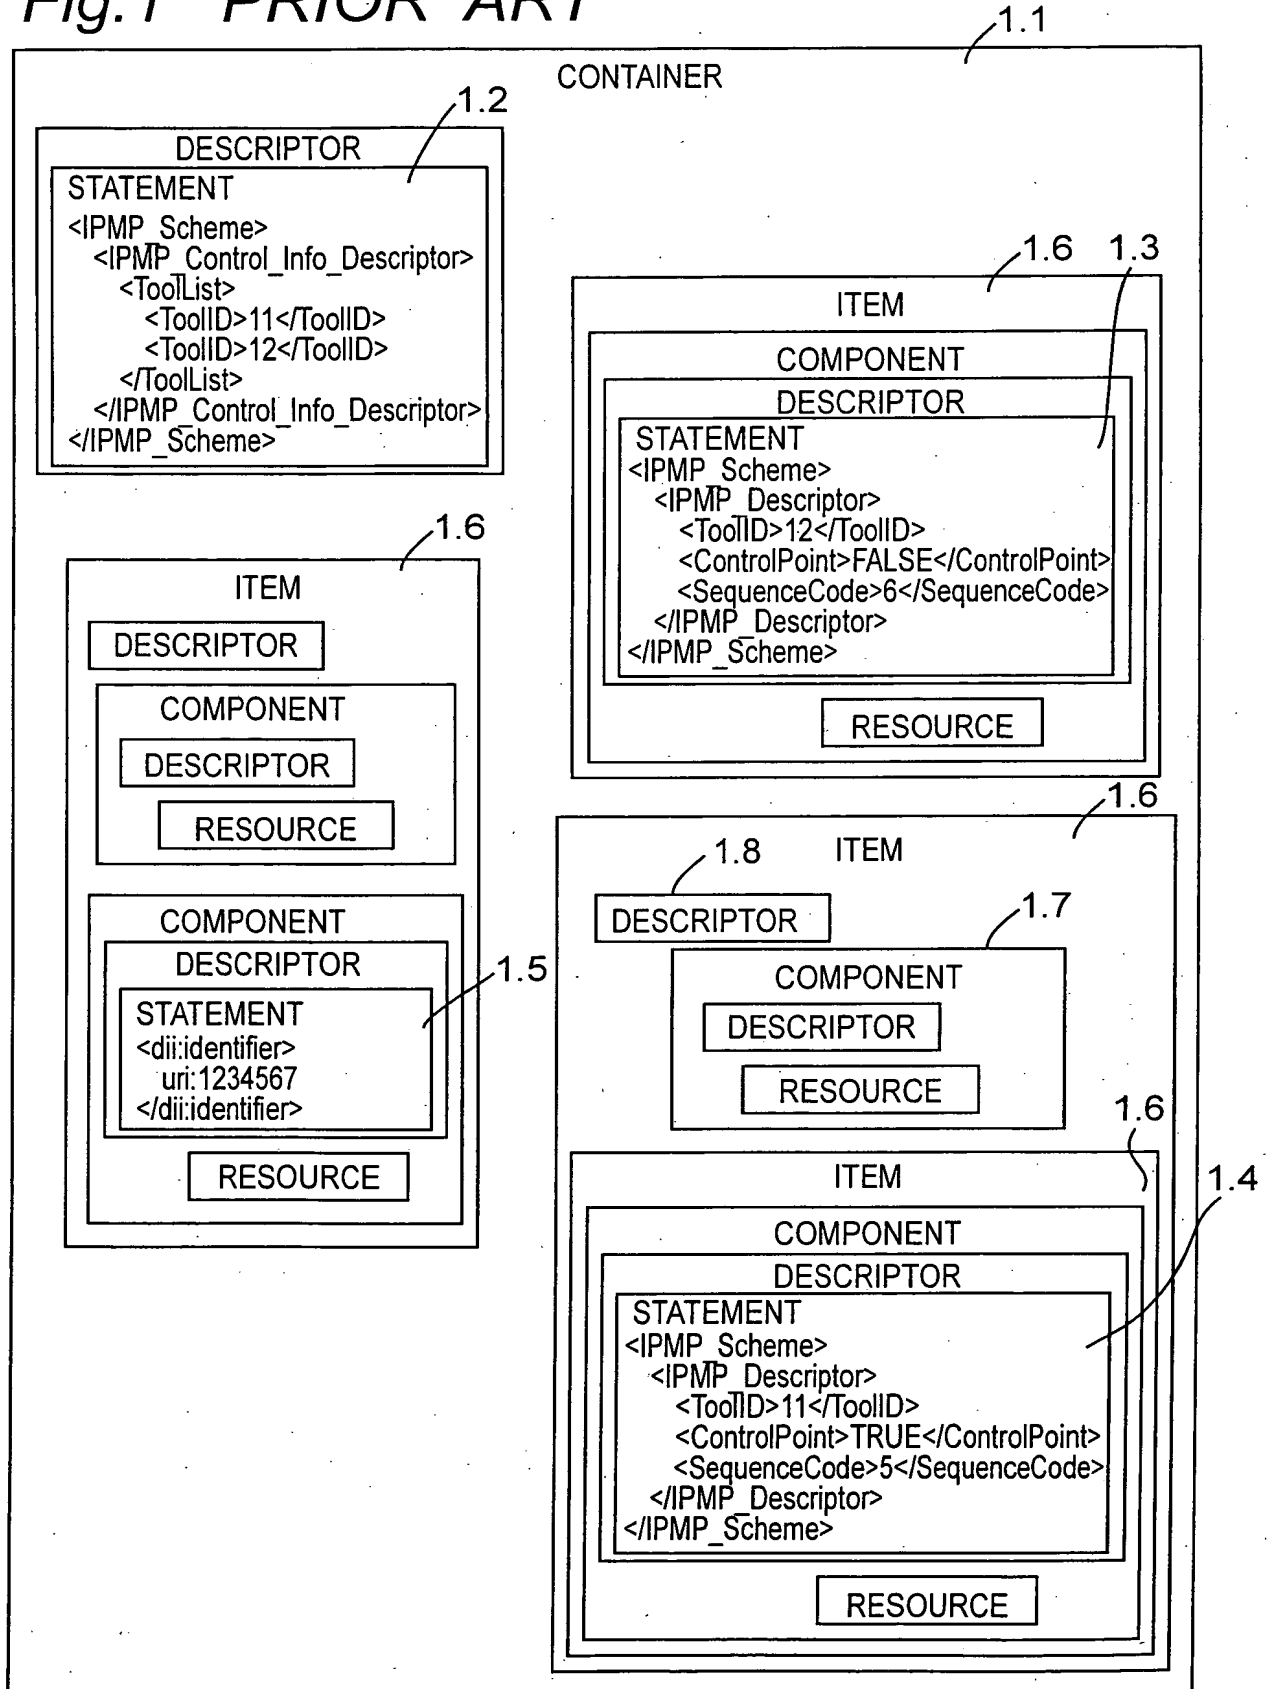 Fig. 1 PRIOR ART
1.1
CONTAINER
1.2
DESCRIPTOR
STATEMENT
<IPMP_Scheme>
<IPMP_Control_Info_Descriptor>
<ToolList>
<ToolID>11</ToolID>
<ToolID>12</ToolID>
</ToolList>
</IPMP_Control_Info_Descriptor>
</IPMP_Scheme>
1.6
1.3
ITEM
COMPONENT
DESCRIPTOR
STATEMENT
<IPMP_Scheme>
<IPMP_Descriptor>
<ToolID>12</ToolID>
<ControlPoint>FALSE</ControlPoint>
<SequenceCode>6</SequenceCode>
</IPMP_Descriptor>
</IPMP_Scheme>
RESOURCE
1.6
ITEM
DESCRIPTOR
COMPONENT
DESCRIPTOR
RESOURCE
COMPONENT
DESCRIPTOR
1.5
STATEMENT
<dii:identifier>
uri:1234567
</dii:identifier>
RESOURCE
1.6
ITEM
1.8
DESCRIPTOR
1.7
COMPONENT
DESCRIPTOR
RESOURCE
1.6
ITEM
1.4
COMPONENT
DESCRIPTOR
STATEMENT
<IPMP_Scheme>
<IPMP_Descriptor>
<ToolID>11</ToolID>
<ControlPoint>TRUE</ControlPoint>
<SequenceCode>5</SequenceCode>
</IPMP_Descriptor>
</IPMP_Scheme>
RESOURCE